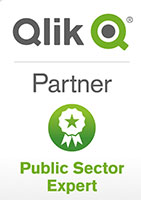 Qlik Q®
Partner
Public Sector
Expert